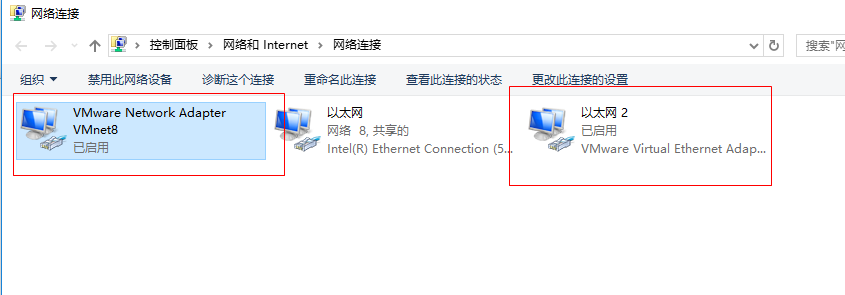 网络连接
控制面板 > 网络和 Internet > 网络连接
搜索"网
组织 禁用此网络设备 诊断这个连接 重命名此连接 查看此连接的状态 更改此连接的设置
VMware Network Adapter
VMnet8
已启用
以太网
网络 8, 共享的
Intel(R) Ethernet Connection (5...
以太网 2
已启用
VMware Virtual Ethernet Adap...